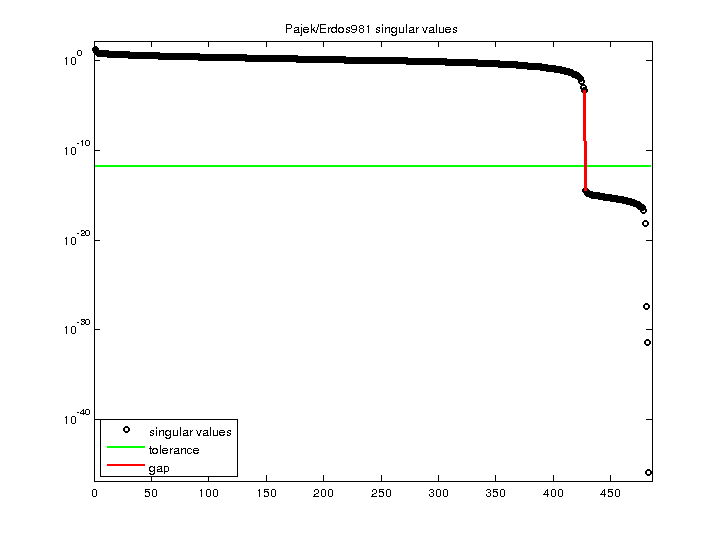 Pajek/Erdos981 singular values
10^0
10^-10
10^-20
10^-30
10^-40
singular values
tolerance
gap
0 50 100 150 200 250 300 350 400 450